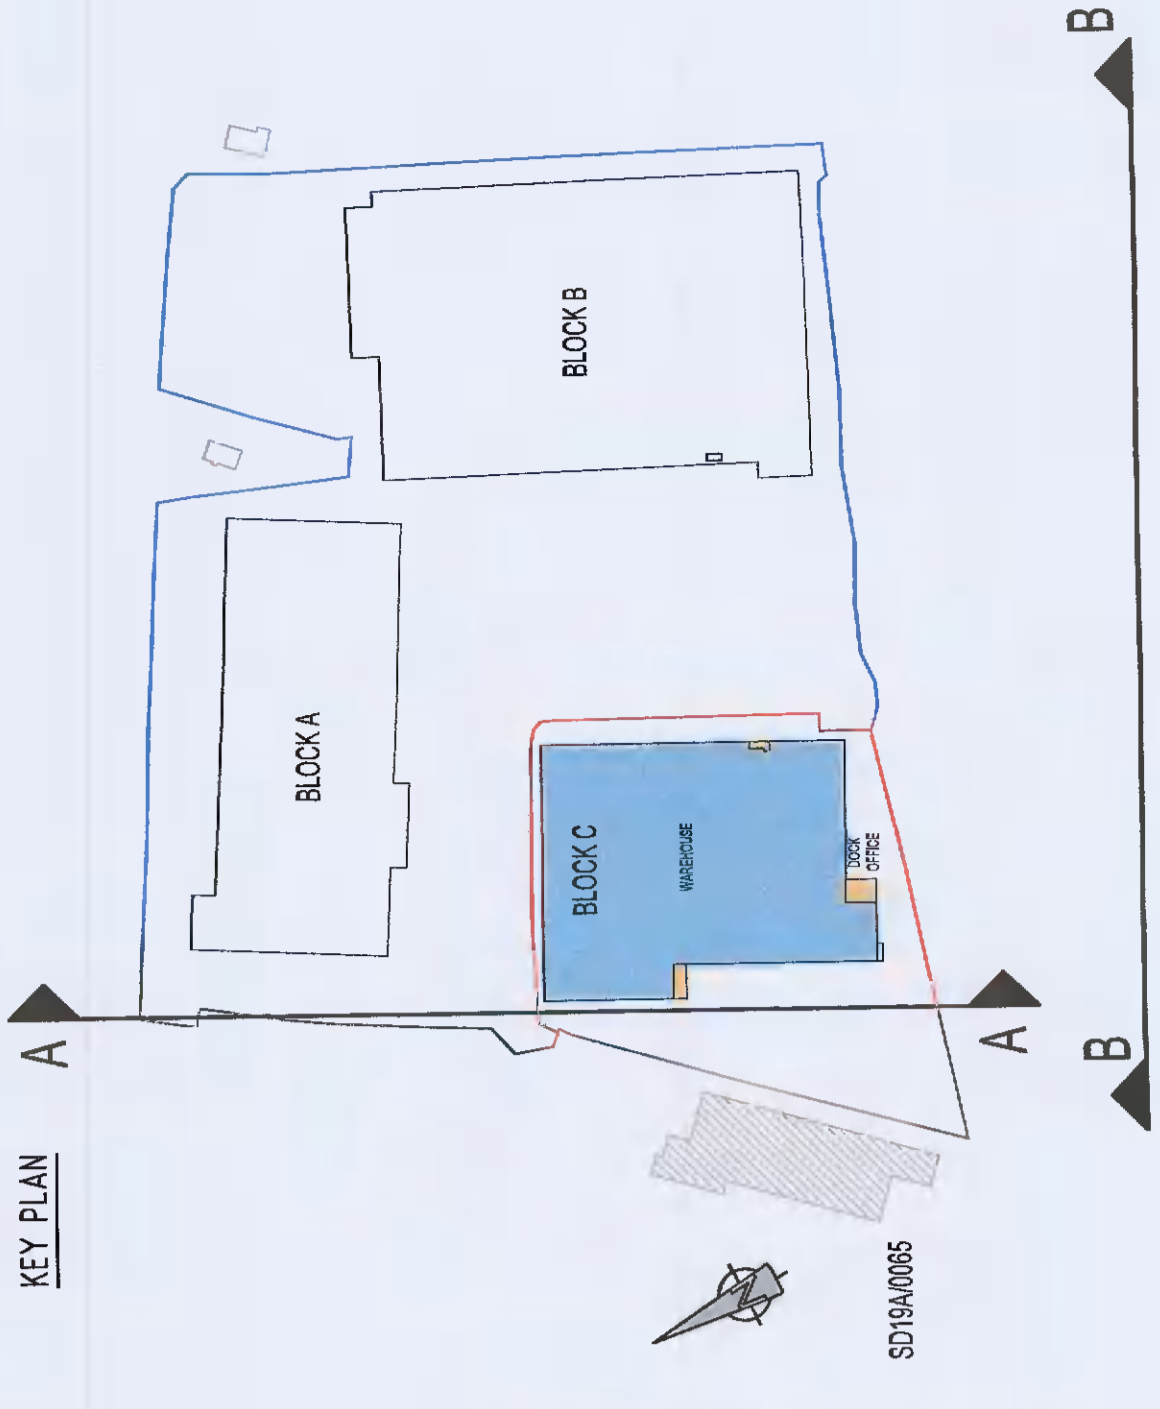 KEY PLAN
A
A
B
B
BLOCK A
BLOCK B
BLOCK C
WAREHOUSE
DOCK
OFFICE
N
SD19A/0065